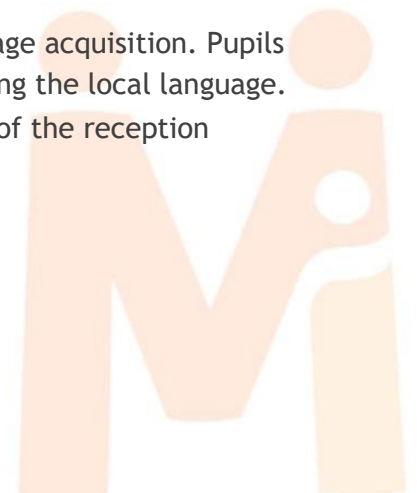 age acquisition. Pupils
ng the local language.
of the reception